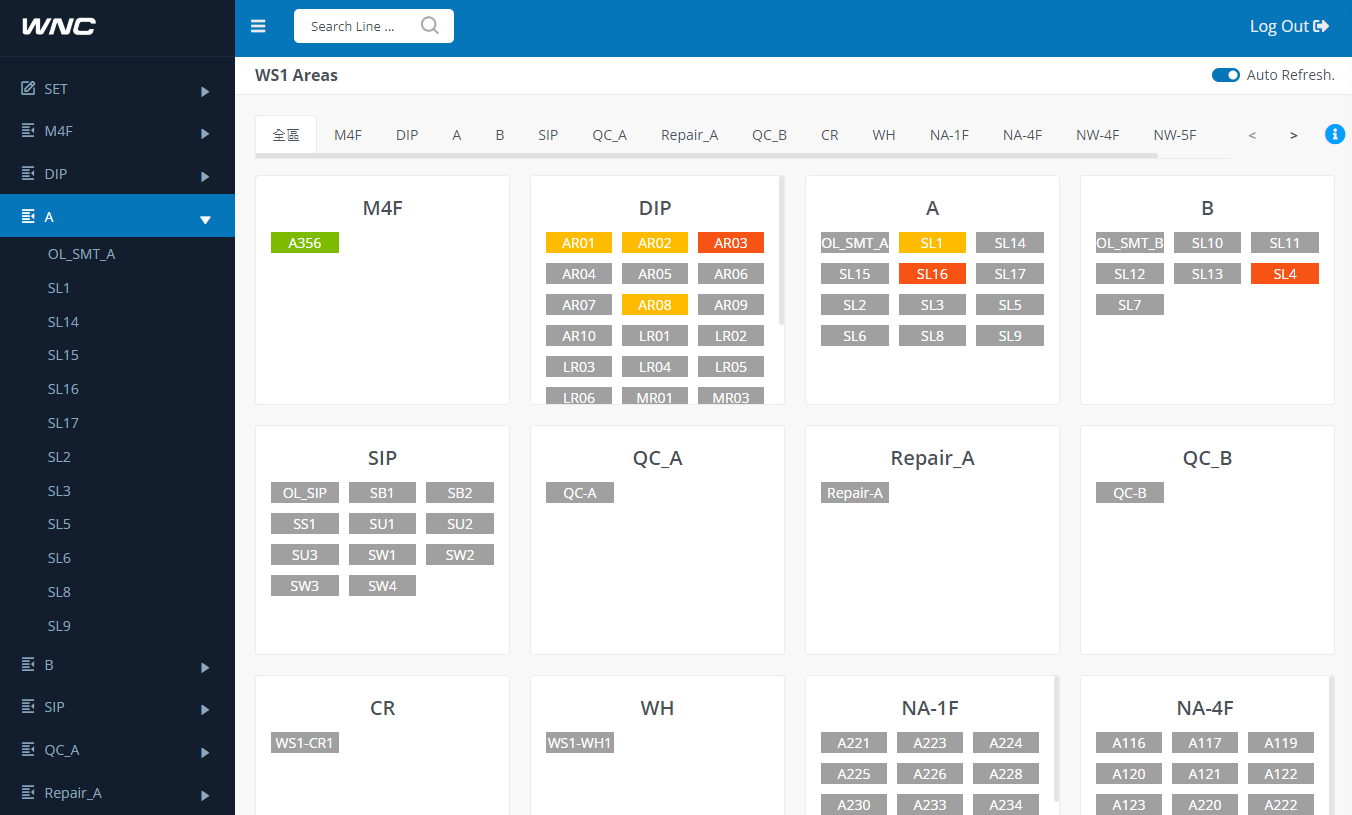 WNC
Search Line ...
Log Out
WS1 Areas
Auto Refresh.
SET
M4F
DIP
A
OL_SMT_A
SL1
SL14
SL15
SL16
SL17
SL2
SL3
SL5
SL6
SL8
SL9
B
SIP
QC_A
Repair_A
全區 M4F DIP A B SIP QC_A Repair_A QC_B CR WH NA-1F NA-4F NW-4F NW-5F < >
M4F
A356
DIP
AR01 AR02 AR03
AR04 AR05 AR06
AR07 AR08 AR09
AR10 LR01 LR02
LR03 LR04 LR05
LR06 MR01 MR03
A
OL_SMT_A SL1 SL14
SL15 SL16 SL17
SL2 SL3 SL5
SL6 SL8 SL9
B
OL_SMT_B SL10 SL11
SL12 SL13 SL4
SL7
SIP
OL_SIP SB1 SB2
SS1 SU1 SU2
SU3 SW1 SW2
SW3 SW4
QC_A
QC-A
Repair_A
Repair-A
QC_B
QC-B
CR
WS1-CR1
WH
WS1-WH1
NA-1F
A221 A223 A224
A225 A226 A228
A230 A233 A234
NA-4F
A116 A117 A119
A120 A121 A122
A123 A220 A222